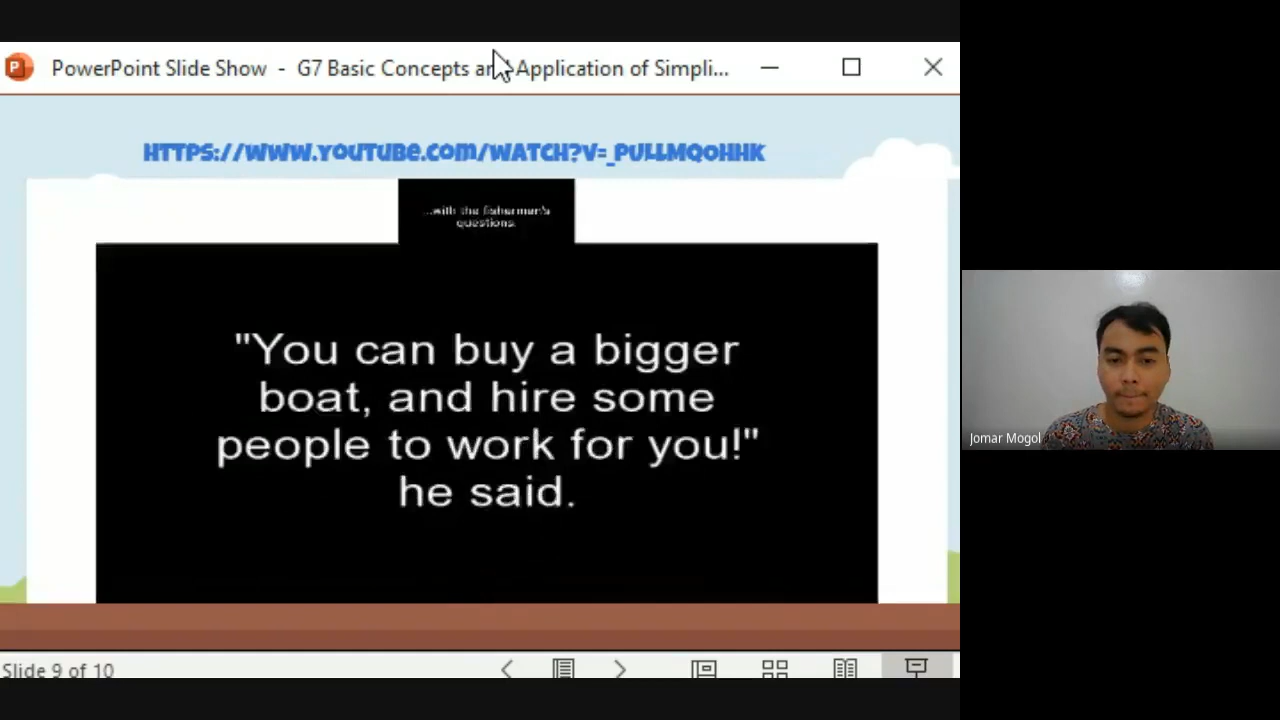 PowerPoint Slide Show - G7 Basic Concepts and Application of Simpli...
HTTPS://WWW.YOUTUBE.COM/WATCH?V=_PULLMQOHHK
...with the fisherman's
questions.
"You can buy a bigger
boat, and hire some
people to work for you!"
he said.
Jomar Mogol
Slide 9 of 10